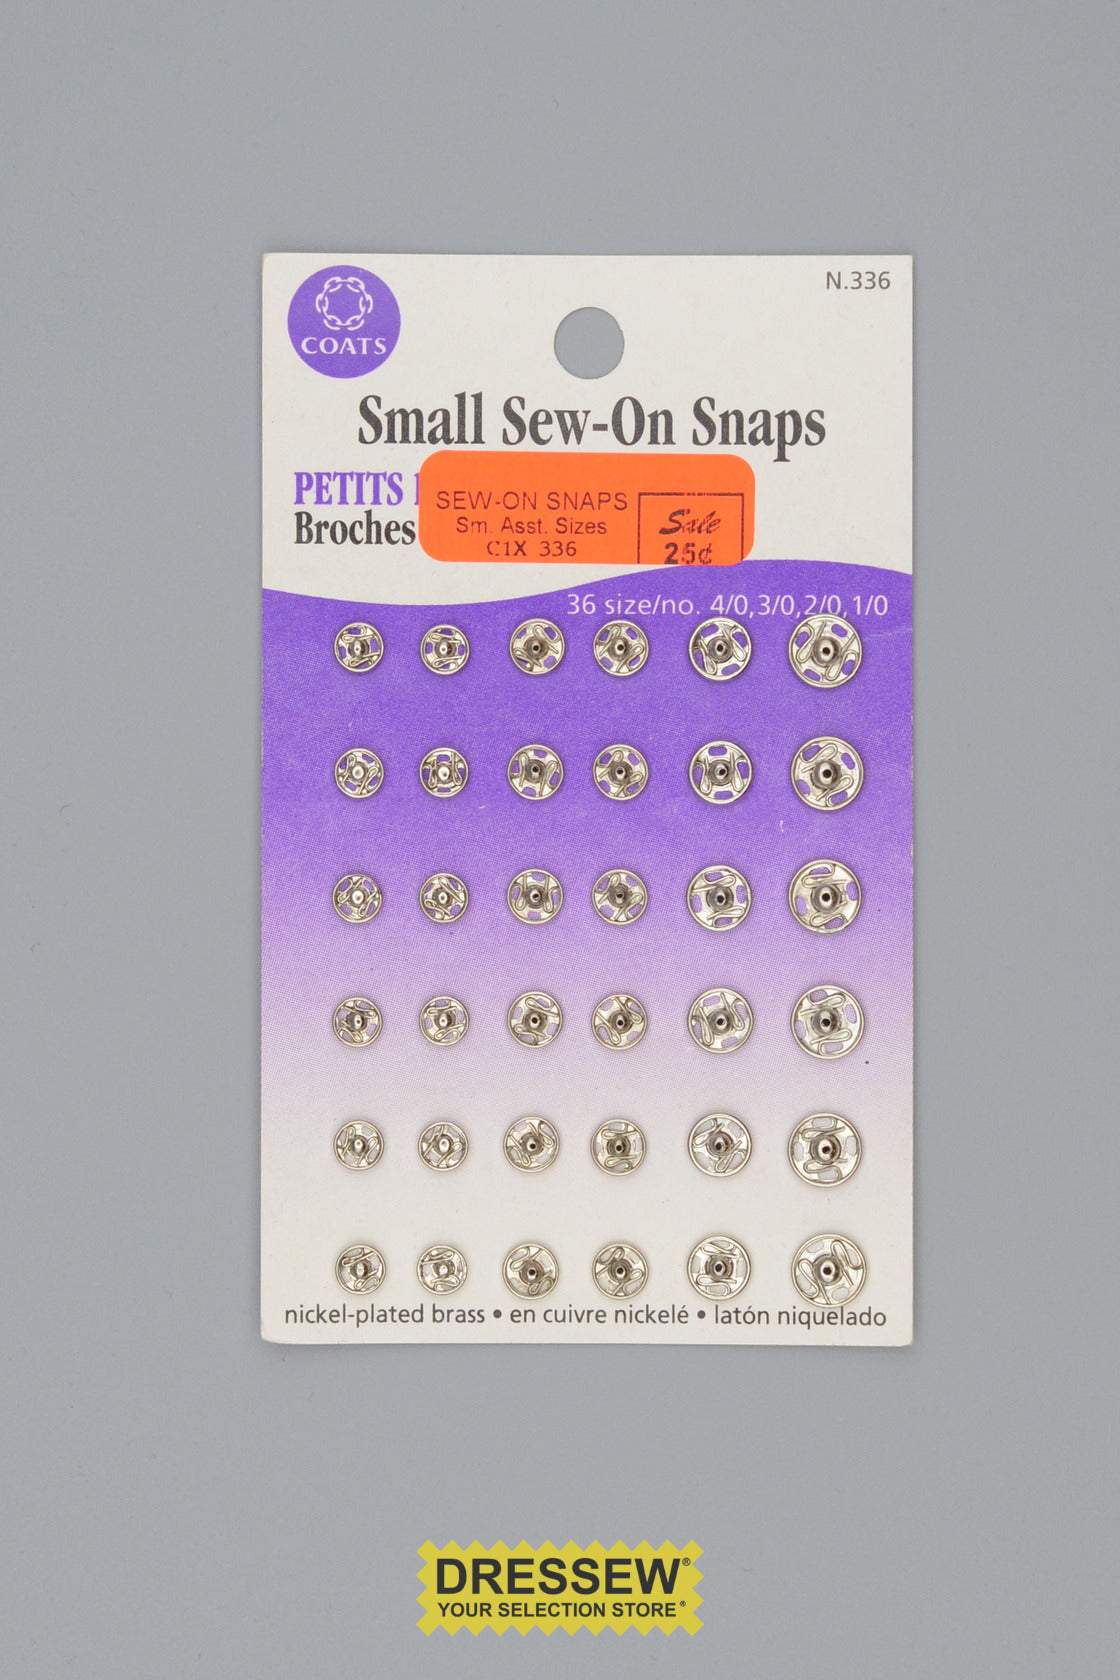 N.336
COATS
Small Sew-On Snaps
PETITS
Broches
SEW-ON SNAPS
Sm. Asst. Sizes
C1X 336
Sale
25¢
36 size/no. 4/0,3/0,2/0,1/0
nickel-plated brass • en cuivre nickelé • latón niquelado
DRESSEW®
YOUR SELECTION STORE®